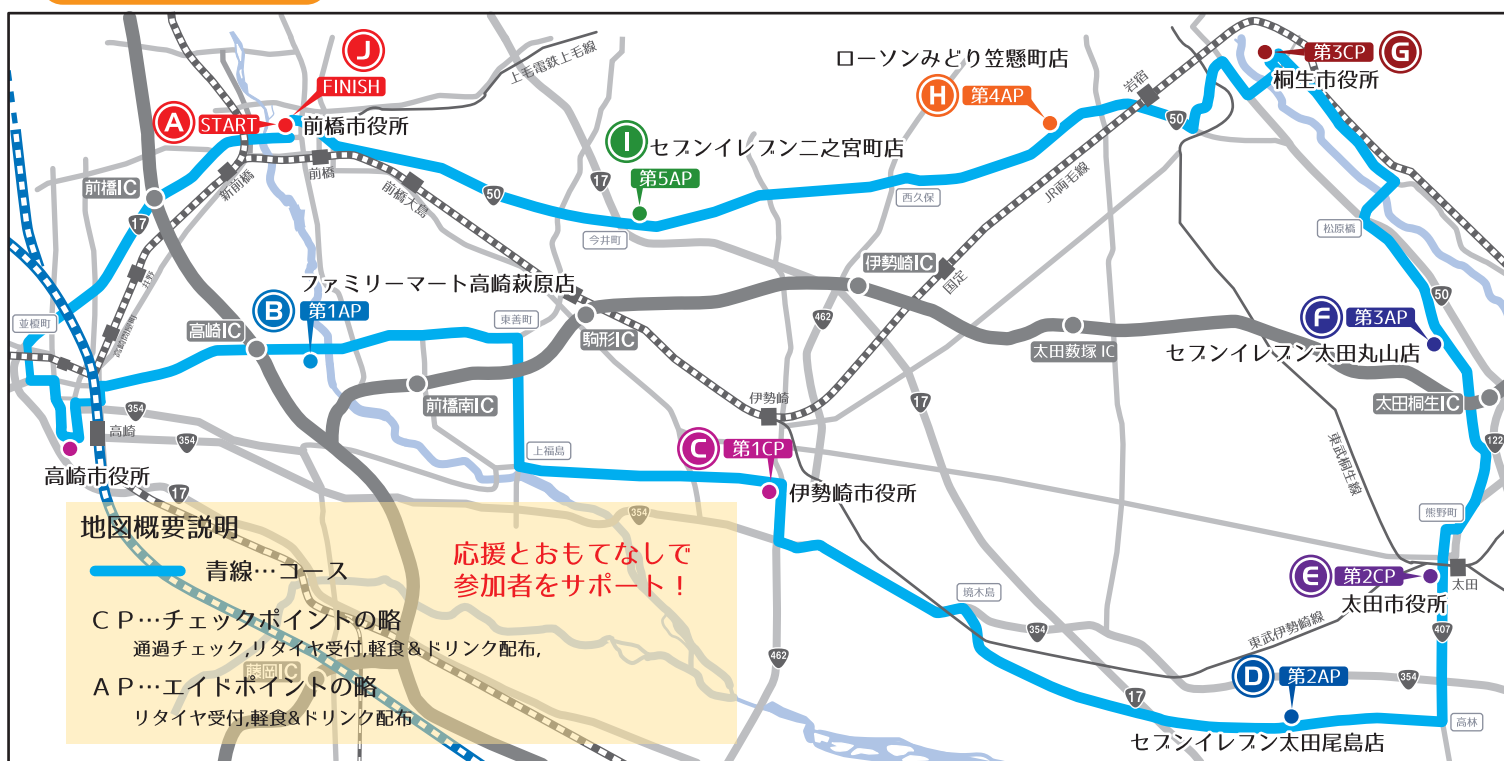 J
FINISH
A
START
前橋市役所
上毛電鉄上毛線
ローソンみどり笠懸町店
H
第4AP
岩宿
50
第3CP
G
桐生市役所
I
セブンイレブン二之宮町店
第5AP
17
前橋IC
新前橋
前橋
前橋大島
50
17
今井町
西久保
JR両毛線
松原橋
井野
高崎問屋町
並榎町
ファミリーマート高崎萩原店
B
第1AP
高崎IC
東善町
駒形IC
伊勢崎IC
国定
462
太田薮塚IC
50
F
第3AP
セブンイレブン太田丸山店
太田桐生IC
122
前橋南IC
伊勢崎
17
354
高崎
354
高崎市役所
17
上福島
C
第1CP
伊勢崎市役所
354
東武桐生線
熊野町
E
第2CP
太田市役所
太田
407
境木島
354
東武伊勢崎線
462
17
D
第2AP
354
高林
セブンイレブン太田尾島店
地図概要説明
青線…コース
応援とおもてなしで
参加者をサポート！
CP…チェックポイントの略
通過チェック,リタイヤ受付,軽食&ドリンク配布,
藤岡IC
AP…エイドポイントの略
リタイヤ受付,軽食&ドリンク配布